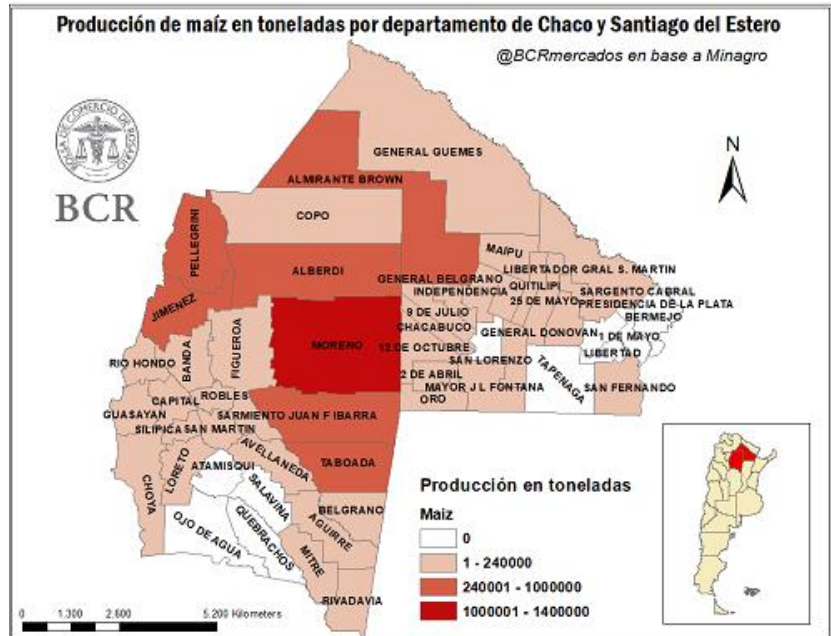 Producción de maíz en toneladas por departamento de Chaco y Santiago del Estero
@BCRmercados en base a Minagro
BOLSA DE COMERCIO DE ROSARIO
BCR
N
GENERAL GUEMES
ALMIRANTE BROWN
COPO
PELLEGRINI
ALBERDI
JIMENEZ
MAIPU
GENERAL BELGRANO
LIBERTADOR GRAL S. MARTIN
INDEPENDENCIA
QUITILIPI
SARGENTO CABRAL
25 DE MAYO
PRESIDENCIA DE LA PLATA
9 DE JULIO
BERMEJO
CHACABUCO
GENERAL DONOVAN
1 DE MAYO
MORENO
12 DE OCTUBRE
LIBERTAD
SAN LORENZO
TAPENAGA
RIO HONDO
BANDA
FIGUEROA
2 DE ABRIL
MAYOR J L FONTANA
SAN FERNANDO
ORO
ROBLES
CAPITAL
GUASAYAN
SARMIENTO
JUAN F IBARRA
SILIPICA
SAN MARTIN
AVELLANEDA
CHOYA
LORETO
ATAMISQUI
TABOADA
SALAVINA
BELGRANO
AGUIRRE
OJO DE AGUA
QUEBRACHOS
MITRE
RIVADAVIA
Producción en toneladas
Maiz
0
1 - 240000
240001 - 1000000
1000001 - 1400000
0 1.300 2.600 5.200 Kilometers